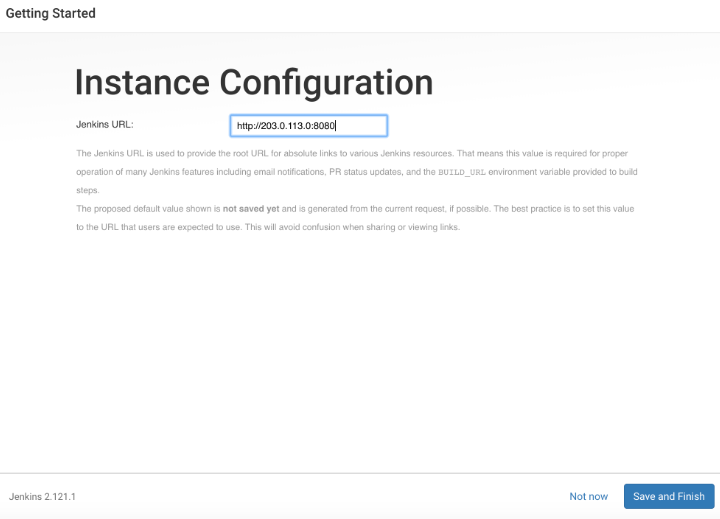 Getting Started
Instance Configuration
Jenkins URL: http://203.0.113.0:8080
The Jenkins URL is used to provide the root URL for absolute links to various Jenkins resources. That means this value is required for proper
operation of many Jenkins features including email notifications, PR status updates, and the BUILD_URL environment variable provided to build
steps.
The proposed default value shown is not saved yet and is generated from the current request, if possible. The best practice is to set this value
to the URL that users are expected to use. This will avoid confusion when sharing or viewing links.
Jenkins 2.121.1 Not now Save and Finish